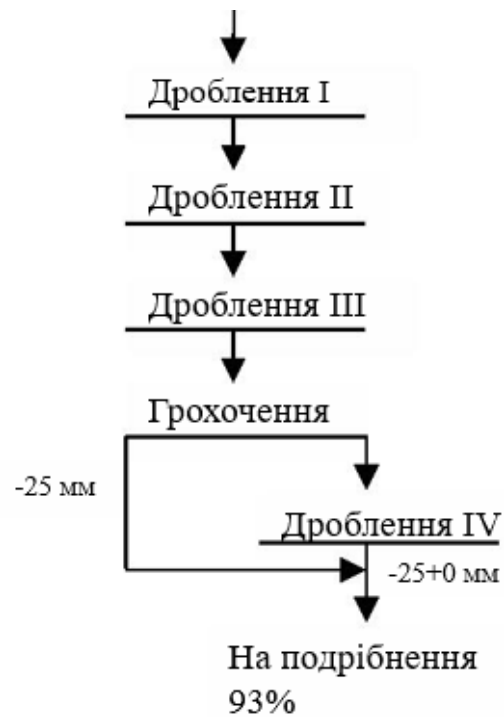 Дроблення I
Дроблення II
Дроблення III
Грохочення
-25 мм
Дроблення IV
-25+0 мм
На подрібнення
93%